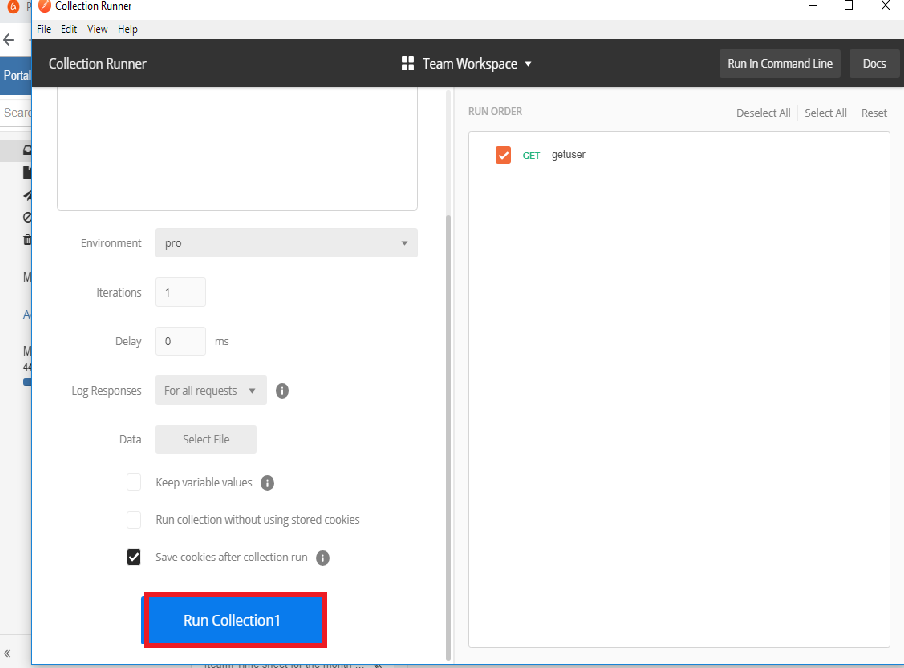 Collection Runner
File Edit View Help
Collection Runner
Team Workspace
Run In Command Line
Docs
Portal
RUN ORDER
Deselect All
Select All
Reset
GET getuser
Environment pro
Iterations 1
Delay 0 ms
Log Responses For all requests
Data Select File
Keep variable values
Run collection without using stored cookies
Save cookies after collection run
Run Collection1